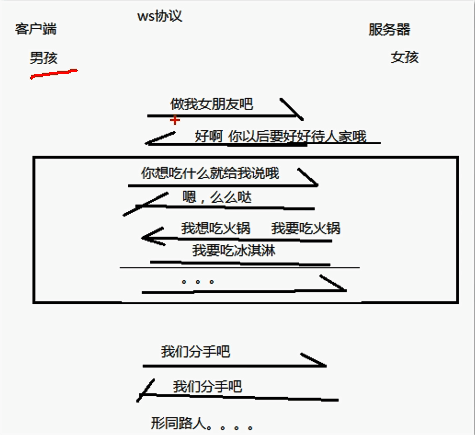 ws协议
客户端 服务器
男孩 女孩
做我女朋友吧
好啊 你以后要好好待人家哦
你想吃什么就给我说哦
嗯，么么哒
我想吃火锅 我要吃火锅
我要吃冰淇淋
。。。
我们分手吧
我们分手吧
形同路人。。。。